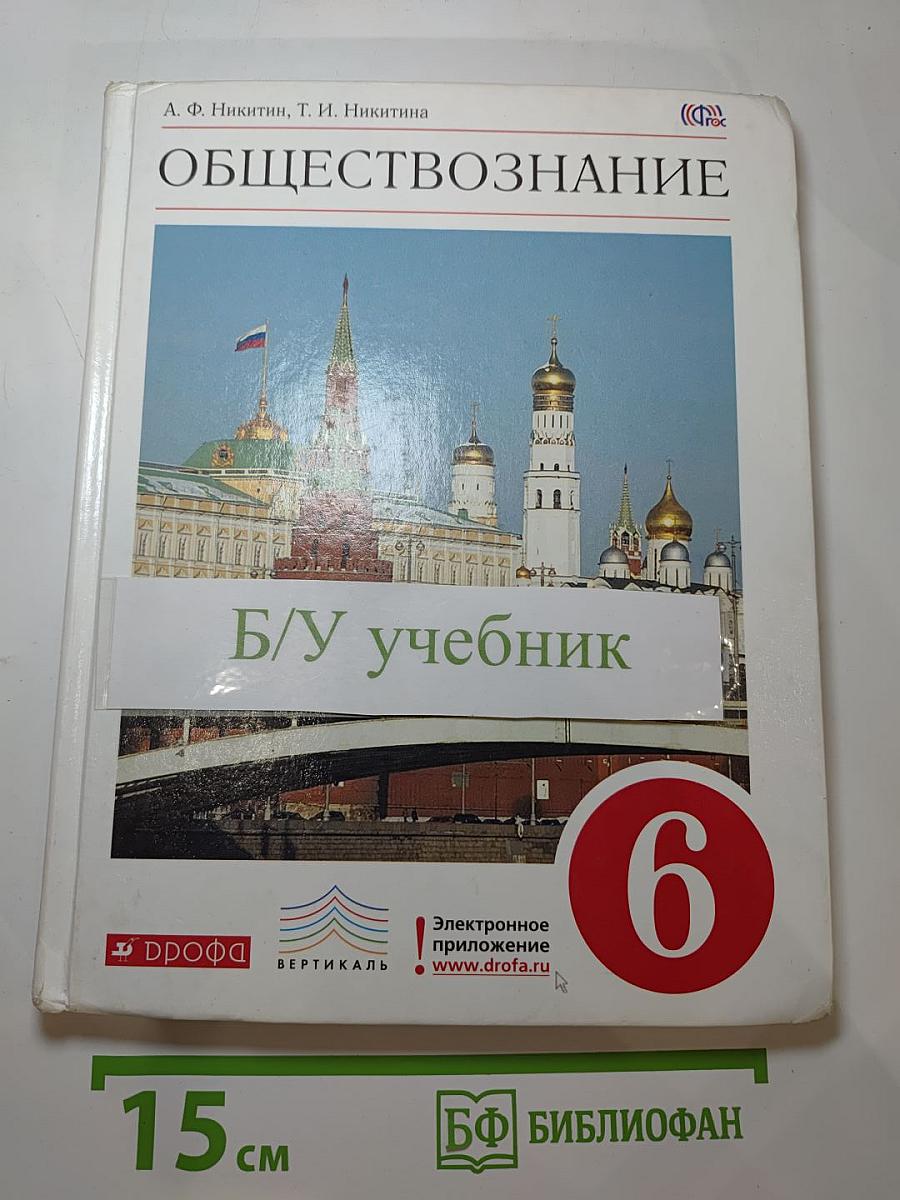 А. Ф. Никитин, Т. И. Никитина
ФГОС
ОБЩЕСТВОЗНАНИЕ
Б/У учебник
6
ДРОФА
ВЕРТИКАЛЬ
! Электронное
приложение
www.drofa.ru
15 см
БФ БИБЛИОФАН